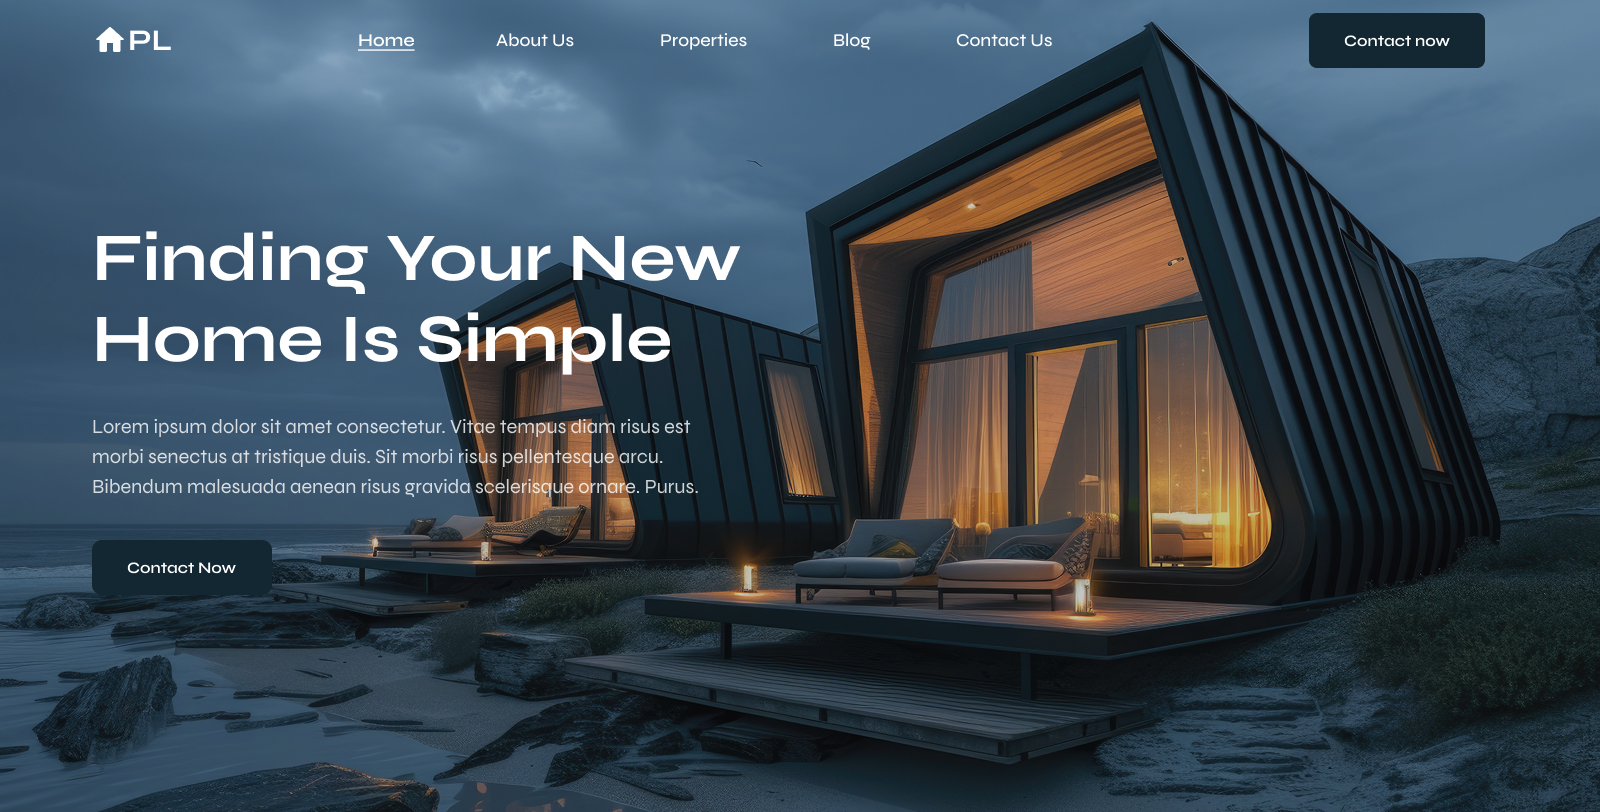 PL
Home
About Us
Properties
Blog
Contact Us
Contact now
Finding Your New
Home Is Simple
Lorem ipsum dolor sit amet consectetur. Vitae tempus diam risus est
morbi senectus at tristique duis. Sit morbi risus pellentesque arcu.
Bibendum malesuada aenean risus gravida scelerisque ornare. Purus.
Contact Now